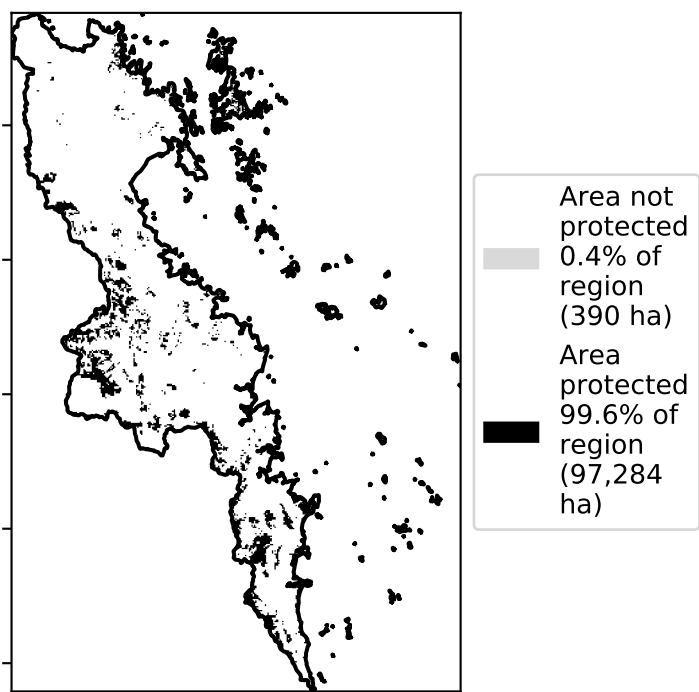 Area not
protected
0.4% of
region
(390 ha)
Area
protected
99.6% of
region
(97,284
ha)